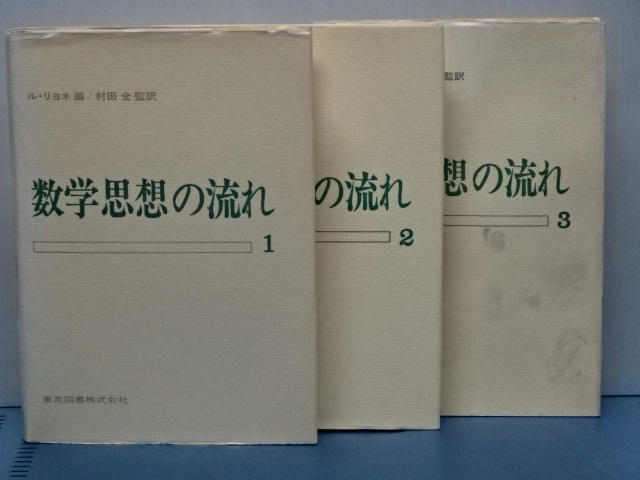 ル・リヨネ 編/村田 全 監訳
数学思想の流れ
1
東京図書株式会社
の流れ
2
監訳
想の流れ
3